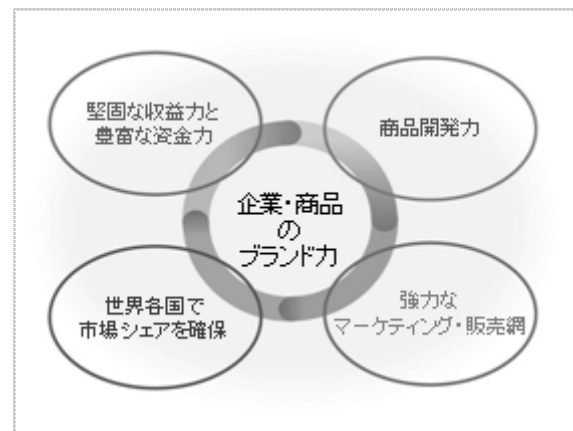 堅固な収益力と
豊富な資金力
商品開発力
企業・商品
の
ブランド力
世界各国で
市場シェアを確保
強力な
マーケティング・販売網